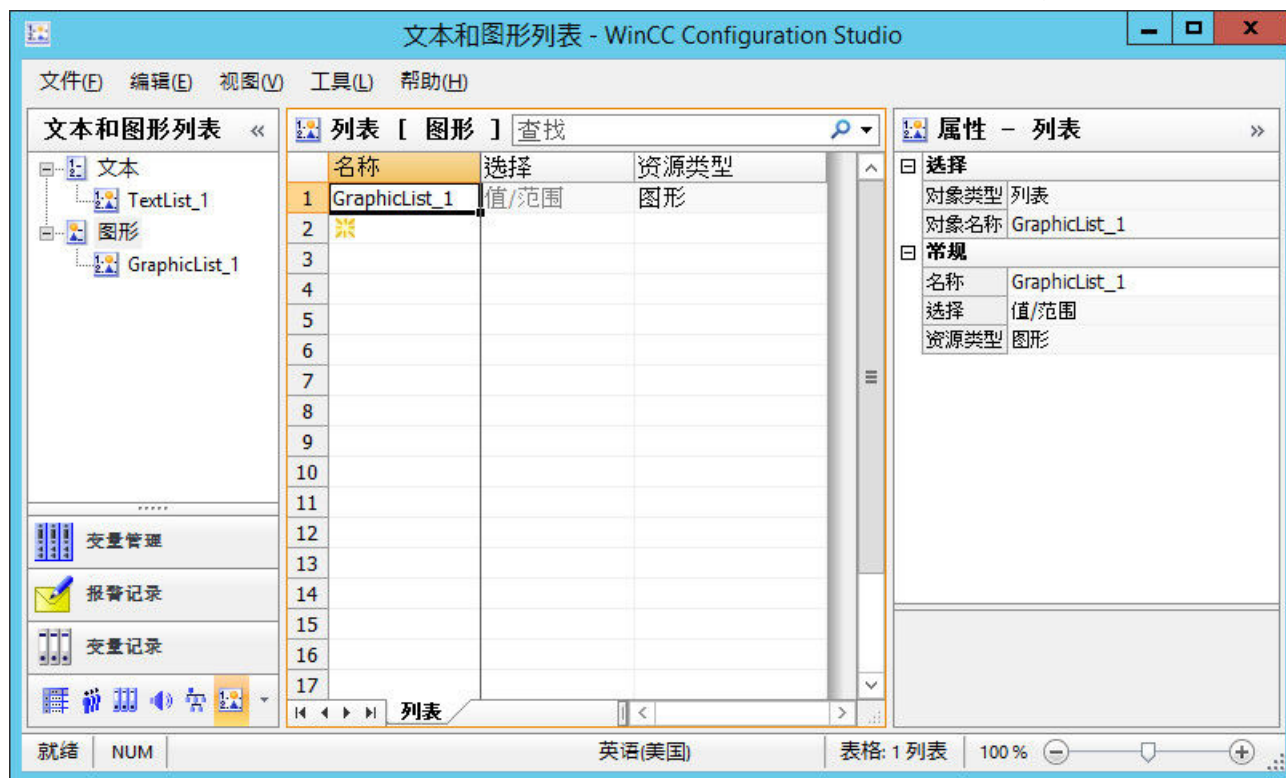 文本和图形列表 - WinCC Configuration Studio
文件(F) 编辑(E) 视图(V) 工具(L) 帮助(H)
文本和图形列表 «
文本
TextList_1
图形
GraphicList_1
变量管理
报警记录
变量记录
列表 [ 图形 ] 查找
名称 选择 资源类型
1 GraphicList_1 值/范围 图形
2
3
4
5
6
7
8
9
10
11
12
13
14
15
16
17
列表
属性 - 列表 »
选择
对象类型 列表
对象名称 GraphicList_1
常规
名称 GraphicList_1
选择 值/范围
资源类型 图形
就绪 NUM 英语(美国) 表格: 1 列表 100 %